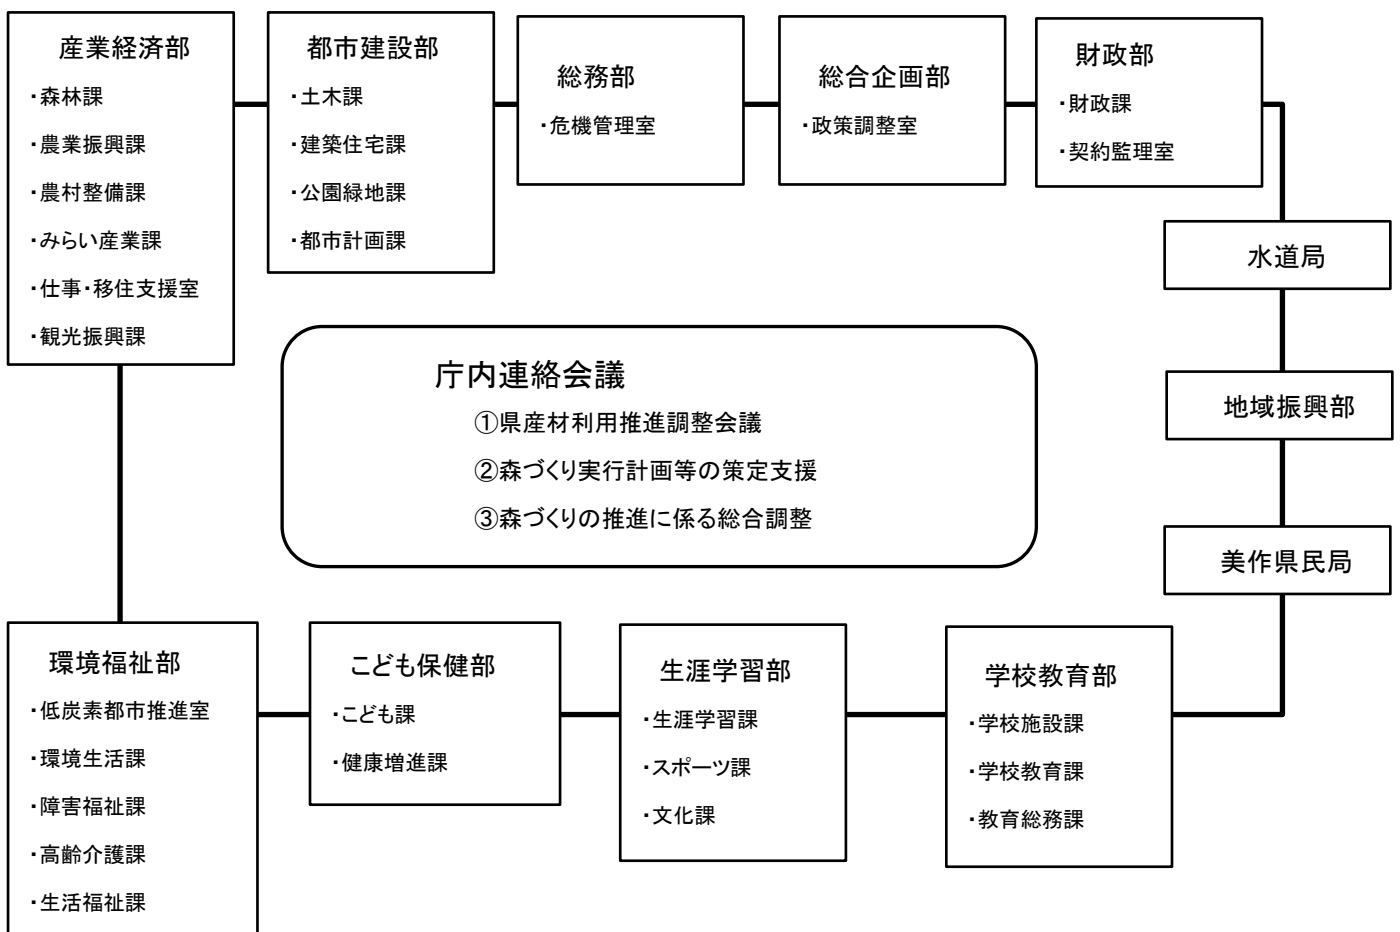 産業経済部
・森林課
・農業振興課
・農村整備課
・みらい産業課
・仕事・移住支援室
・観光振興課
都市建設部
・土木課
・建築住宅課
・公園緑地課
・都市計画課
総務部
・危機管理室
総合企画部
・政策調整室
財政部
・財政課
・契約監理室
水道局
地域振興部
美作県民局
庁内連絡会議
①県産材利用推進調整会議
②森づくり実行計画等の策定支援
③森づくりの推進に係る総合調整
環境福祉部
・低炭素都市推進室
・環境生活課
・障害福祉課
・高齢介護課
・生活福祉課
こども保健部
・こども課
・健康増進課
生涯学習部
・生涯学習課
・スポーツ課
・文化課
学校教育部
・学校施設課
・学校教育課
・教育総務課